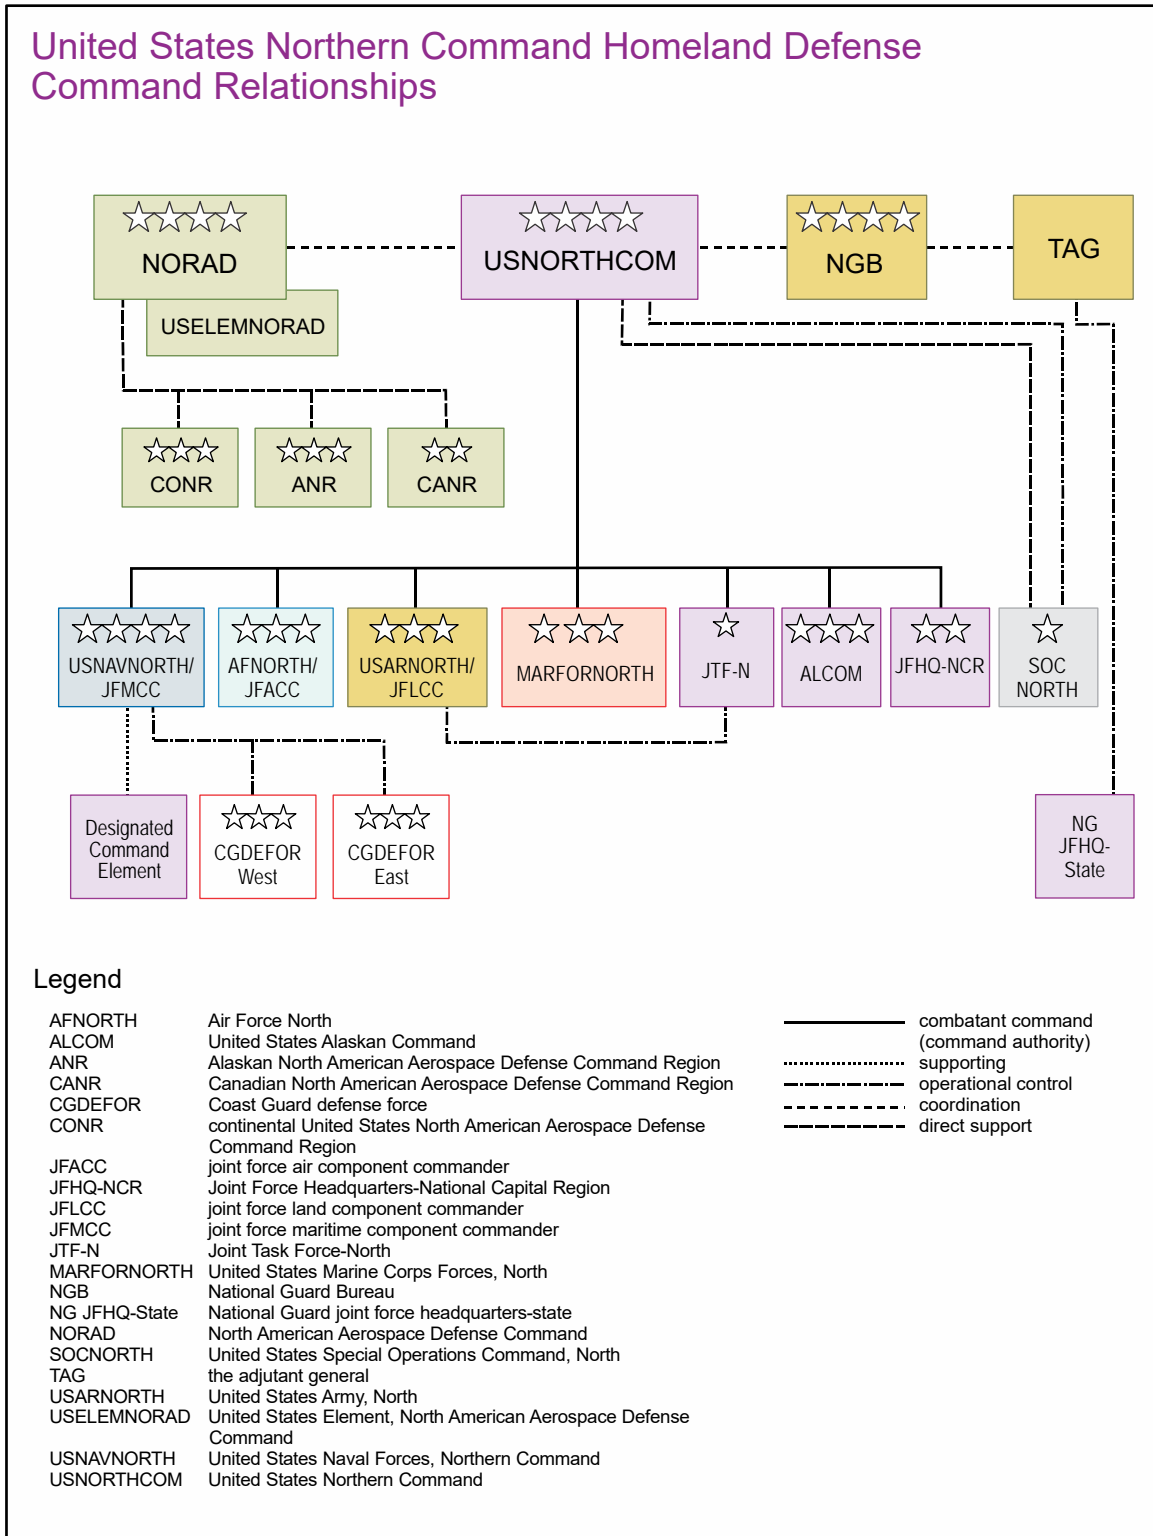 United States Northern Command Homeland Defense
Command Relationships
NORAD
USNORTHCOM
NGB
TAG
USELEMNORAD
CONR
ANR
CANR
USNAVNORTH/
JFMCC
AFNORTH/
JFACC
USARNORTH/
JFLCC
MARFORNORTH
JTF-N
ALCOM
JFHQ-NCR
SOC
NORTH
Designated
Command
Element
CGDEFOR
West
CGDEFOR
East
NG
JFHQ-
State
Legend
AFNORTH Air Force North
ALCOM United States Alaskan Command
ANR Alaskan North American Aerospace Defense Command Region
CANR Canadian North American Aerospace Defense Command Region
CGDEFOR Coast Guard defense force
CONR continental United States North American Aerospace Defense
Command Region
JFACC joint force air component commander
JFHQ-NCR Joint Force Headquarters-National Capital Region
JFLCC joint force land component commander
JFMCC joint force maritime component commander
JTF-N Joint Task Force-North
MARFORNORTH United States Marine Corps Forces, North
NGB National Guard Bureau
NG JFHQ-State National Guard joint force headquarters-state
NORAD North American Aerospace Defense Command
SOCNORTH United States Special Operations Command, North
TAG the adjutant general
USARNORTH United States Army, North
USELEMNORAD United States Element, North American Aerospace Defense
Command
USNAVNORTH United States Naval Forces, Northern Command
USNORTHCOM United States Northern Command
combatant command
(command authority)
supporting
operational control
coordination
direct support